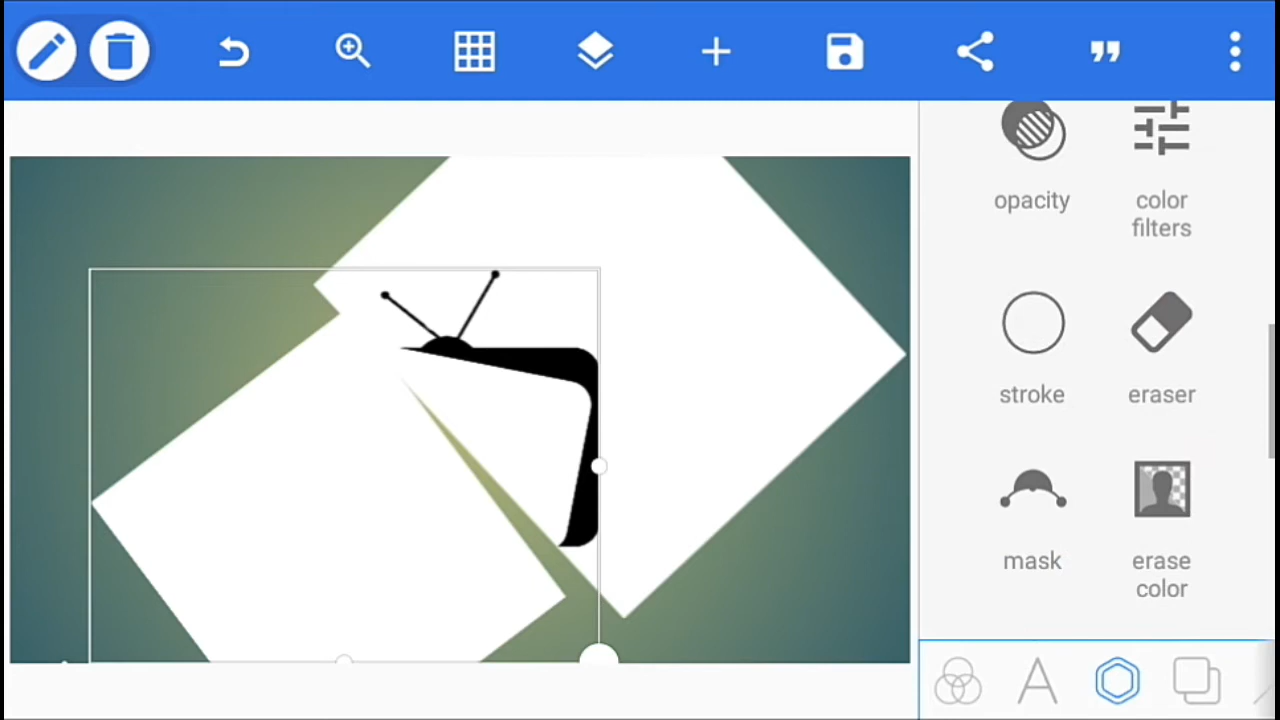 opacity
color
filters
stroke
eraser
mask
erase
color